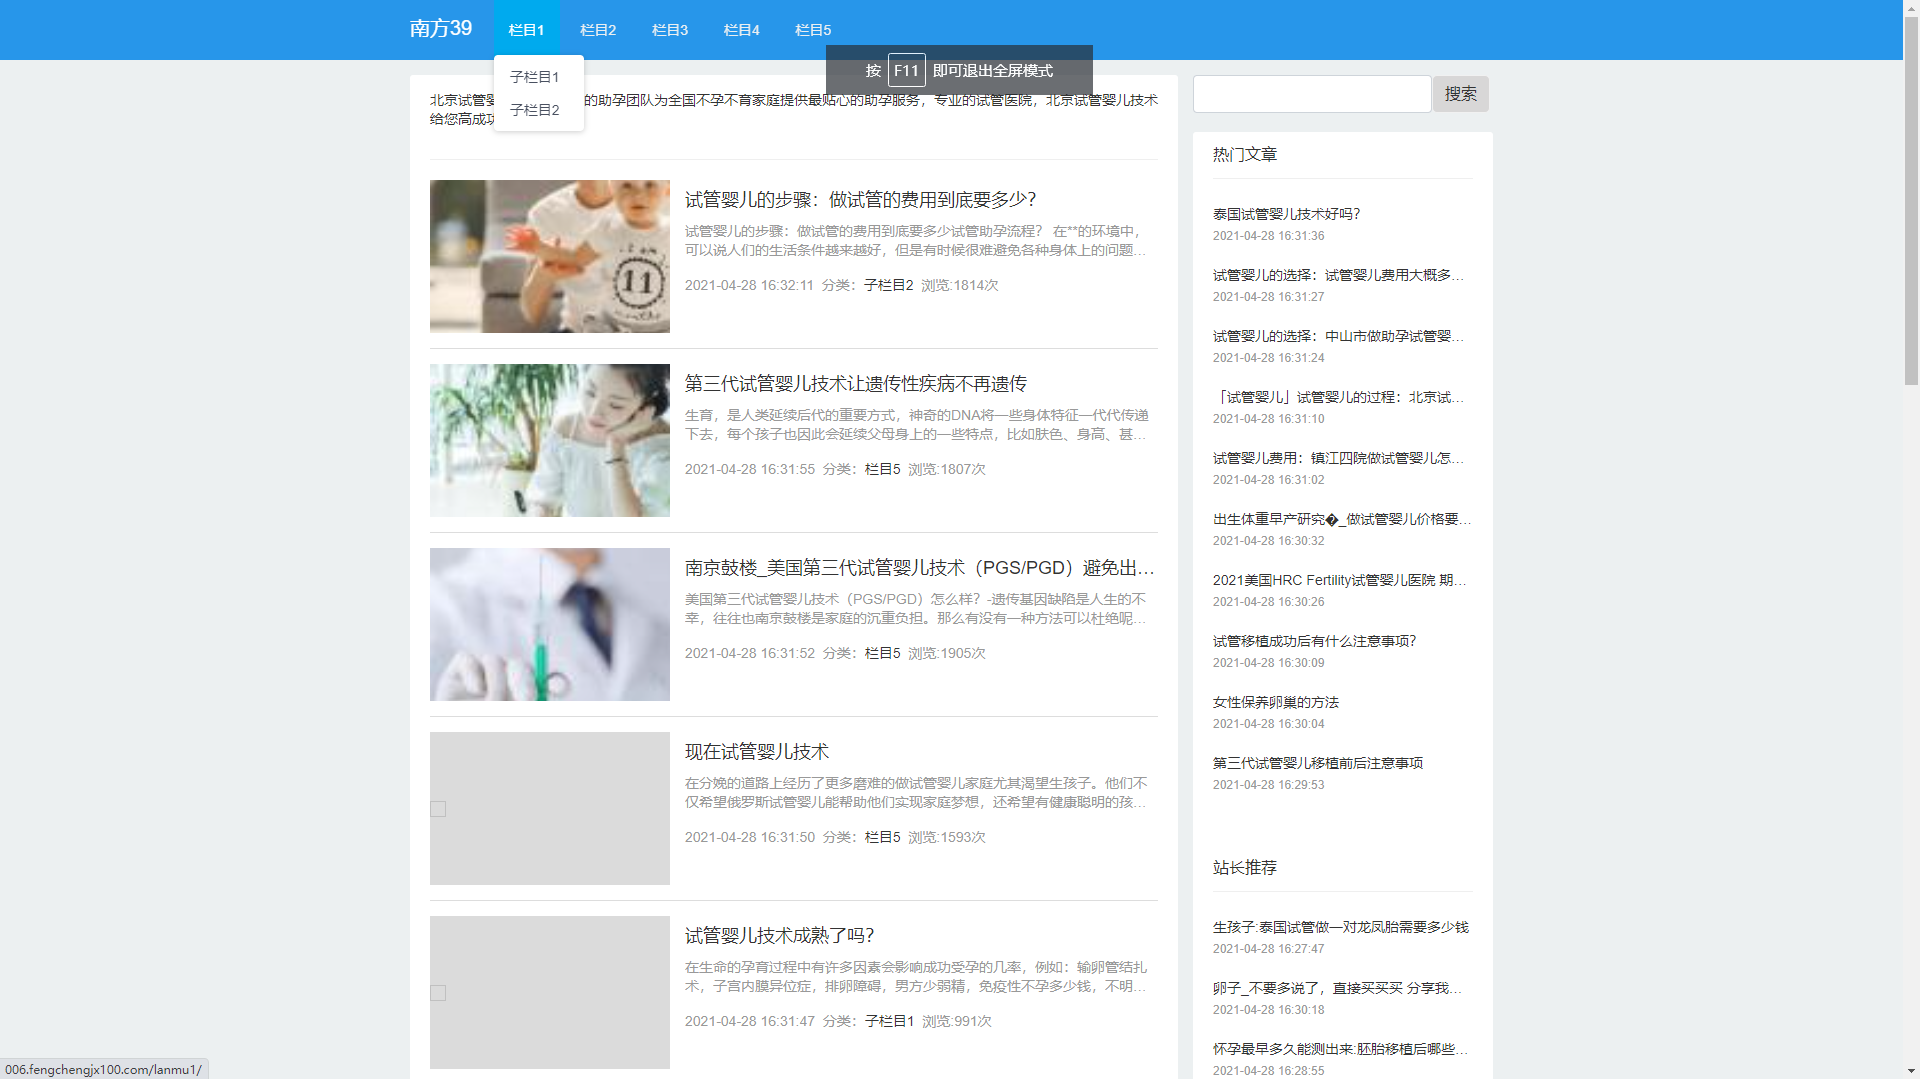 南方39
栏目1
栏目2
栏目3
栏目4
栏目5
子栏目1
子栏目2
按 F11 即可退出全屏模式
搜索
北京试管婴
的助孕团队为全国不孕不育家庭提供最贴心的助孕服务，专业的试管医院，北京试管婴儿技术
给您高成功
试管婴儿的步骤：做试管的费用到底要多少？
试管婴儿的步骤：做试管的费用到底要多少试管助孕流程？ 在**的环境中，
可以说人们的生活条件越来越好，但是有时候很难避免各种身体上的问题...
2021-04-28 16:32:11 分类：子栏目2 浏览:1814次
I am
11
months
第三代试管婴儿技术让遗传性疾病不再遗传
生育，是人类延续后代的重要方式，神奇的DNA将一些身体特征一代代传递
下去，每个孩子也因此会延续父母身上的一些特点，比如肤色、身高、甚...
2021-04-28 16:31:55 分类：栏目5 浏览:1807次
南京鼓楼_美国第三代试管婴儿技术（PGS/PGD）避免出...
美国第三代试管婴儿技术（PGS/PGD）怎么样？-遗传基因缺陷是人生的不
幸，往往也南京鼓楼是家庭的沉重负担。那么有没有一种方法可以杜绝呢...
2021-04-28 16:31:52 分类：栏目5 浏览:1905次
现在试管婴儿技术
在分娩的道路上经历了更多磨难的做试管婴儿家庭尤其渴望生孩子。他们不
仅希望俄罗斯试管婴儿能帮助他们实现家庭梦想，还希望有健康聪明的孩...
2021-04-28 16:31:50 分类：栏目5 浏览:1593次
试管婴儿技术成熟了吗？
在生命的孕育过程中有许多因素会影响成功受孕的几率，例如：输卵管结扎
术，子宫内膜异位症，排卵障碍，男方少弱精，免疫性不孕多少钱，不明...
2021-04-28 16:31:47 分类：子栏目1 浏览:991次
热门文章
泰国试管婴儿技术好吗？
2021-04-28 16:31:36
试管婴儿的选择：试管婴儿费用大概多...
2021-04-28 16:31:27
试管婴儿的选择：中山市做助孕试管婴...
2021-04-28 16:31:24
「试管婴儿」试管婴儿的过程：北京试...
2021-04-28 16:31:10
试管婴儿费用：镇江四院做试管婴儿怎...
2021-04-28 16:31:02
出生体重早产研究�_做试管婴儿价格要...
2021-04-28 16:30:32
2021美国HRC Fertility试管婴儿医院 期...
2021-04-28 16:30:26
试管移植成功后有什么注意事项？
2021-04-28 16:30:09
女性保养卵巢的方法
2021-04-28 16:30:04
第三代试管婴儿移植前后注意事项
2021-04-28 16:29:53
站长推荐
生孩子:泰国试管做一对龙凤胎需要多少钱
2021-04-28 16:27:47
卵子_不要多说了，直接买买买 分享我...
2021-04-28 16:30:18
怀孕最早多久能测出来:胚胎移植后哪些...
2021-04-28 16:28:55
006.fengchengjx100.com/lanmu1/